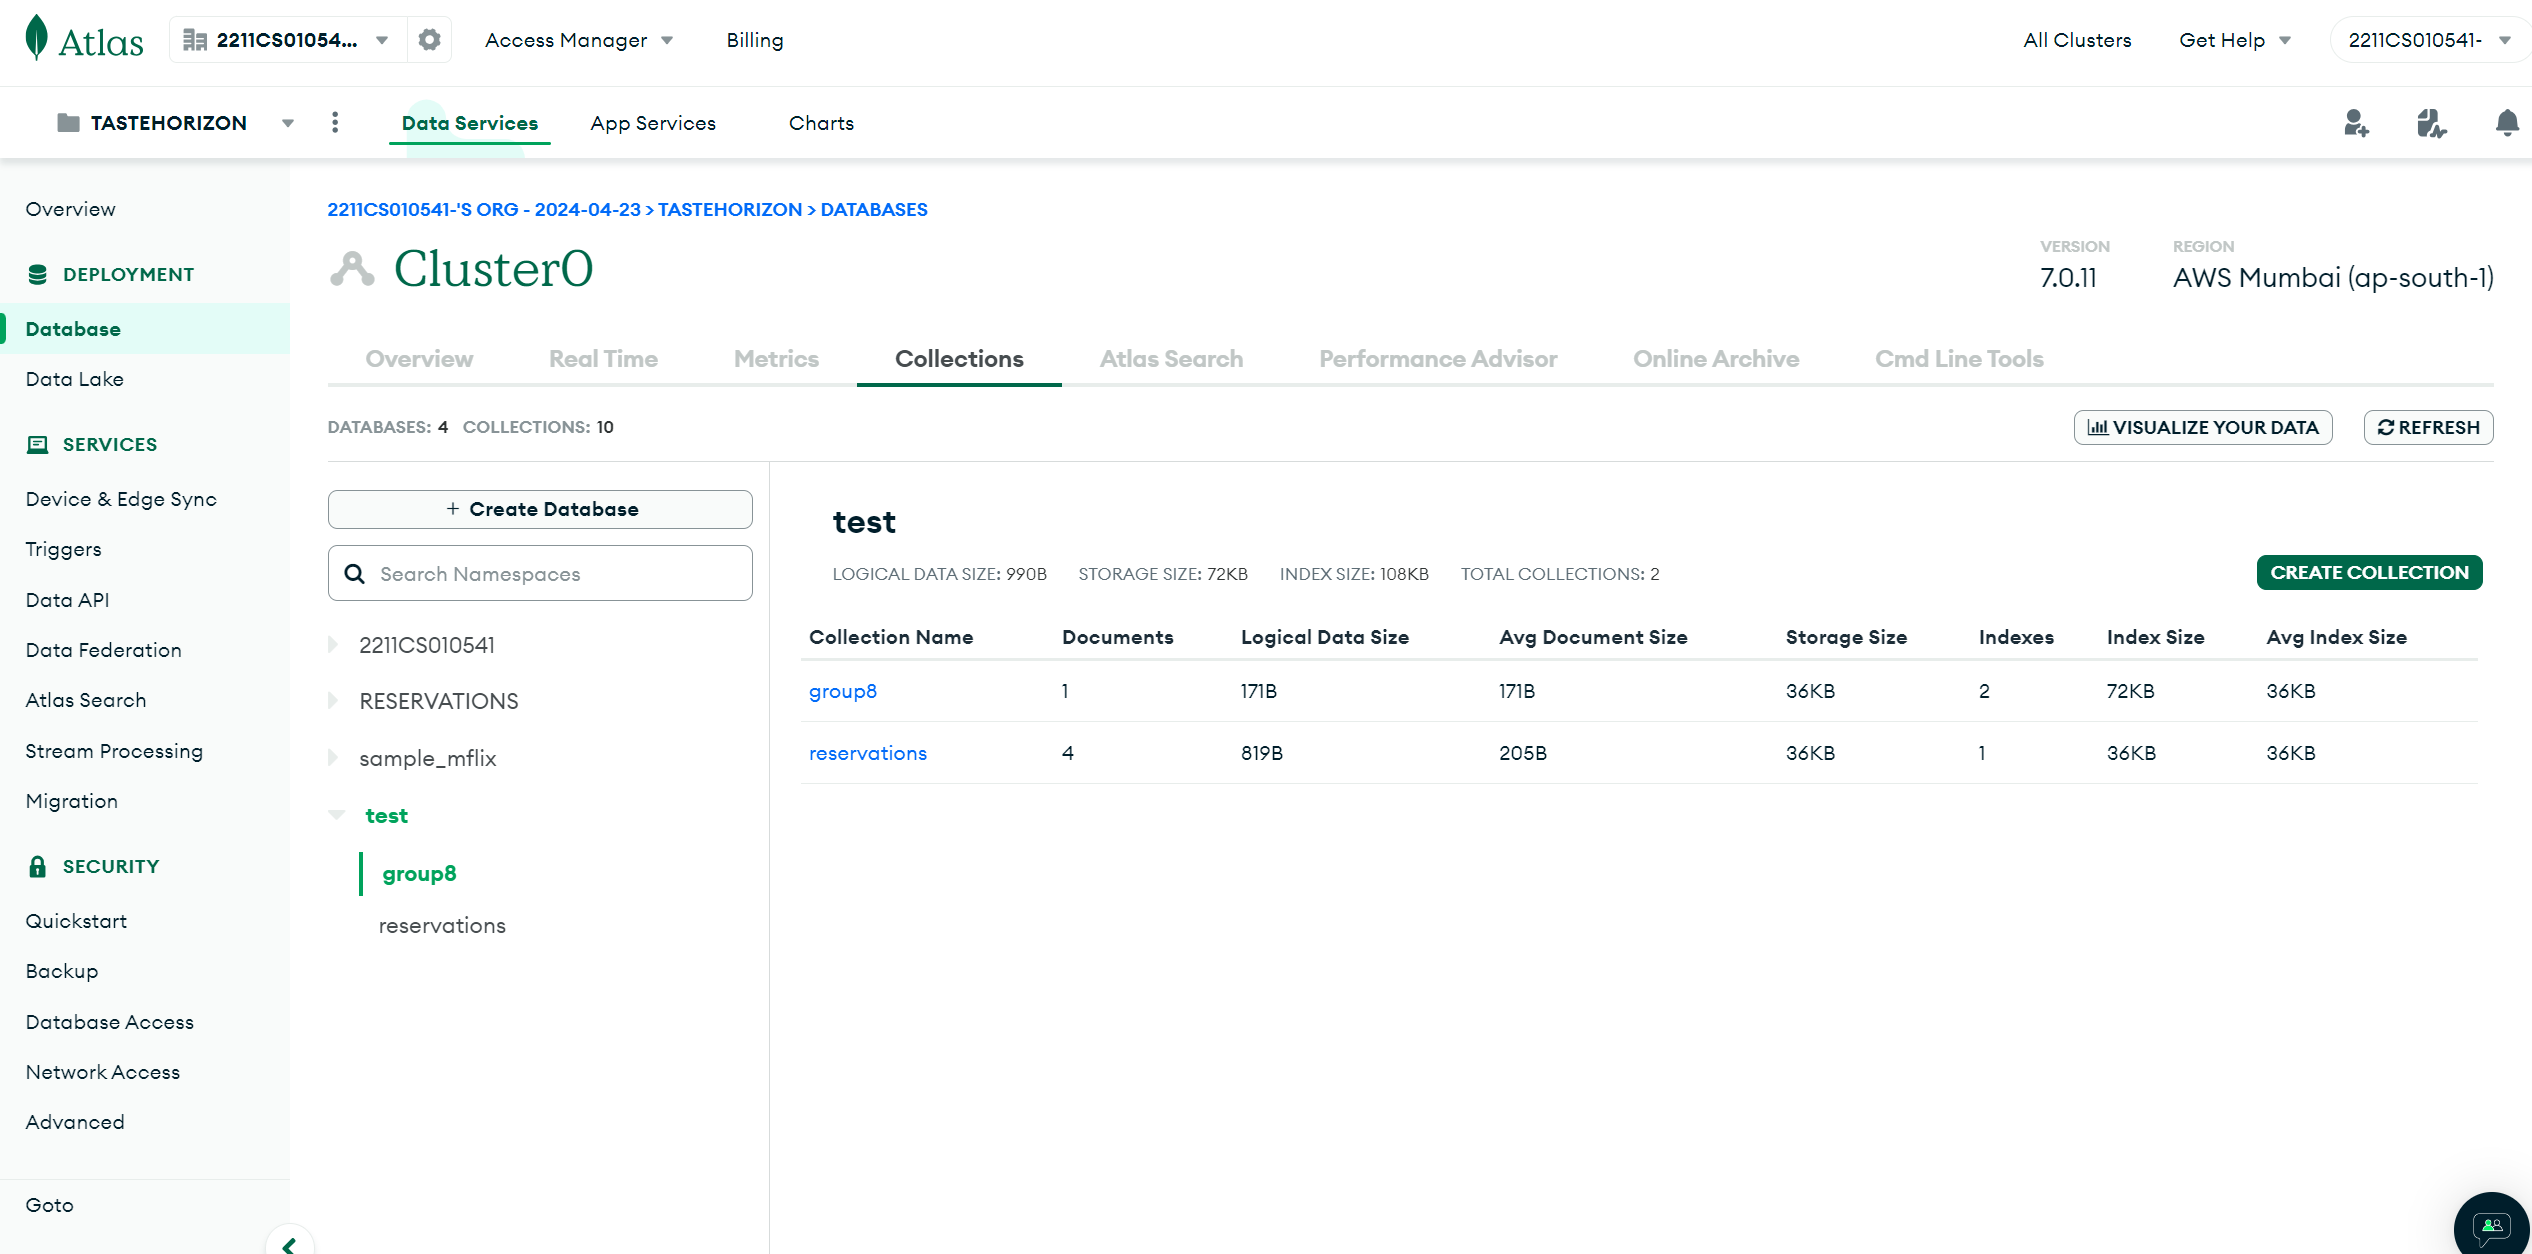 Atlas
2211CS01054...
Access Manager
Billing
All Clusters
Get Help
2211CS010541-
TASTEHORIZON
Data Services
App Services
Charts
Overview
DEPLOYMENT
Database
Data Lake
SERVICES
Device & Edge Sync
Triggers
Data API
Data Federation
Atlas Search
Stream Processing
Migration
SECURITY
Quickstart
Backup
Database Access
Network Access
Advanced
Goto
2211CS010541-'S ORG - 2024-04-23 > TASTEHORIZON > DATABASES
Cluster0
VERSION
7.0.11
REGION
AWS Mumbai (ap-south-1)
Overview
Real Time
Metrics
Collections
Atlas Search
Performance Advisor
Online Archive
Cmd Line Tools
DATABASES: 4 COLLECTIONS: 10
VISUALIZE YOUR DATA
REFRESH
+ Create Database
Search Namespaces
2211CS010541
RESERVATIONS
sample_mflix
test
group8
reservations
test
LOGICAL DATA SIZE: 990B STORAGE SIZE: 72KB INDEX SIZE: 108KB TOTAL COLLECTIONS: 2
CREATE COLLECTION
Collection Name Documents Logical Data Size Avg Document Size Storage Size Indexes Index Size Avg Index Size
group8 1 171B 171B 36KB 2 72KB 36KB
reservations 4 819B 205B 36KB 1 36KB 36KB